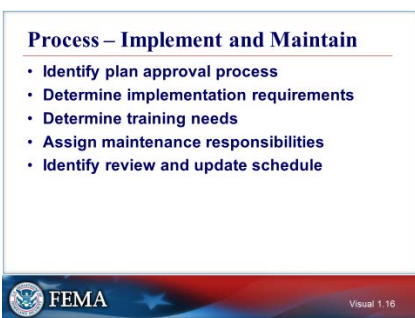 Process – Implement and Maintain
• Identify plan approval process
• Determine implementation requirements
• Determine training needs
• Assign maintenance responsibilities
• Identify review and update schedule
FEMA
Visual 1.16